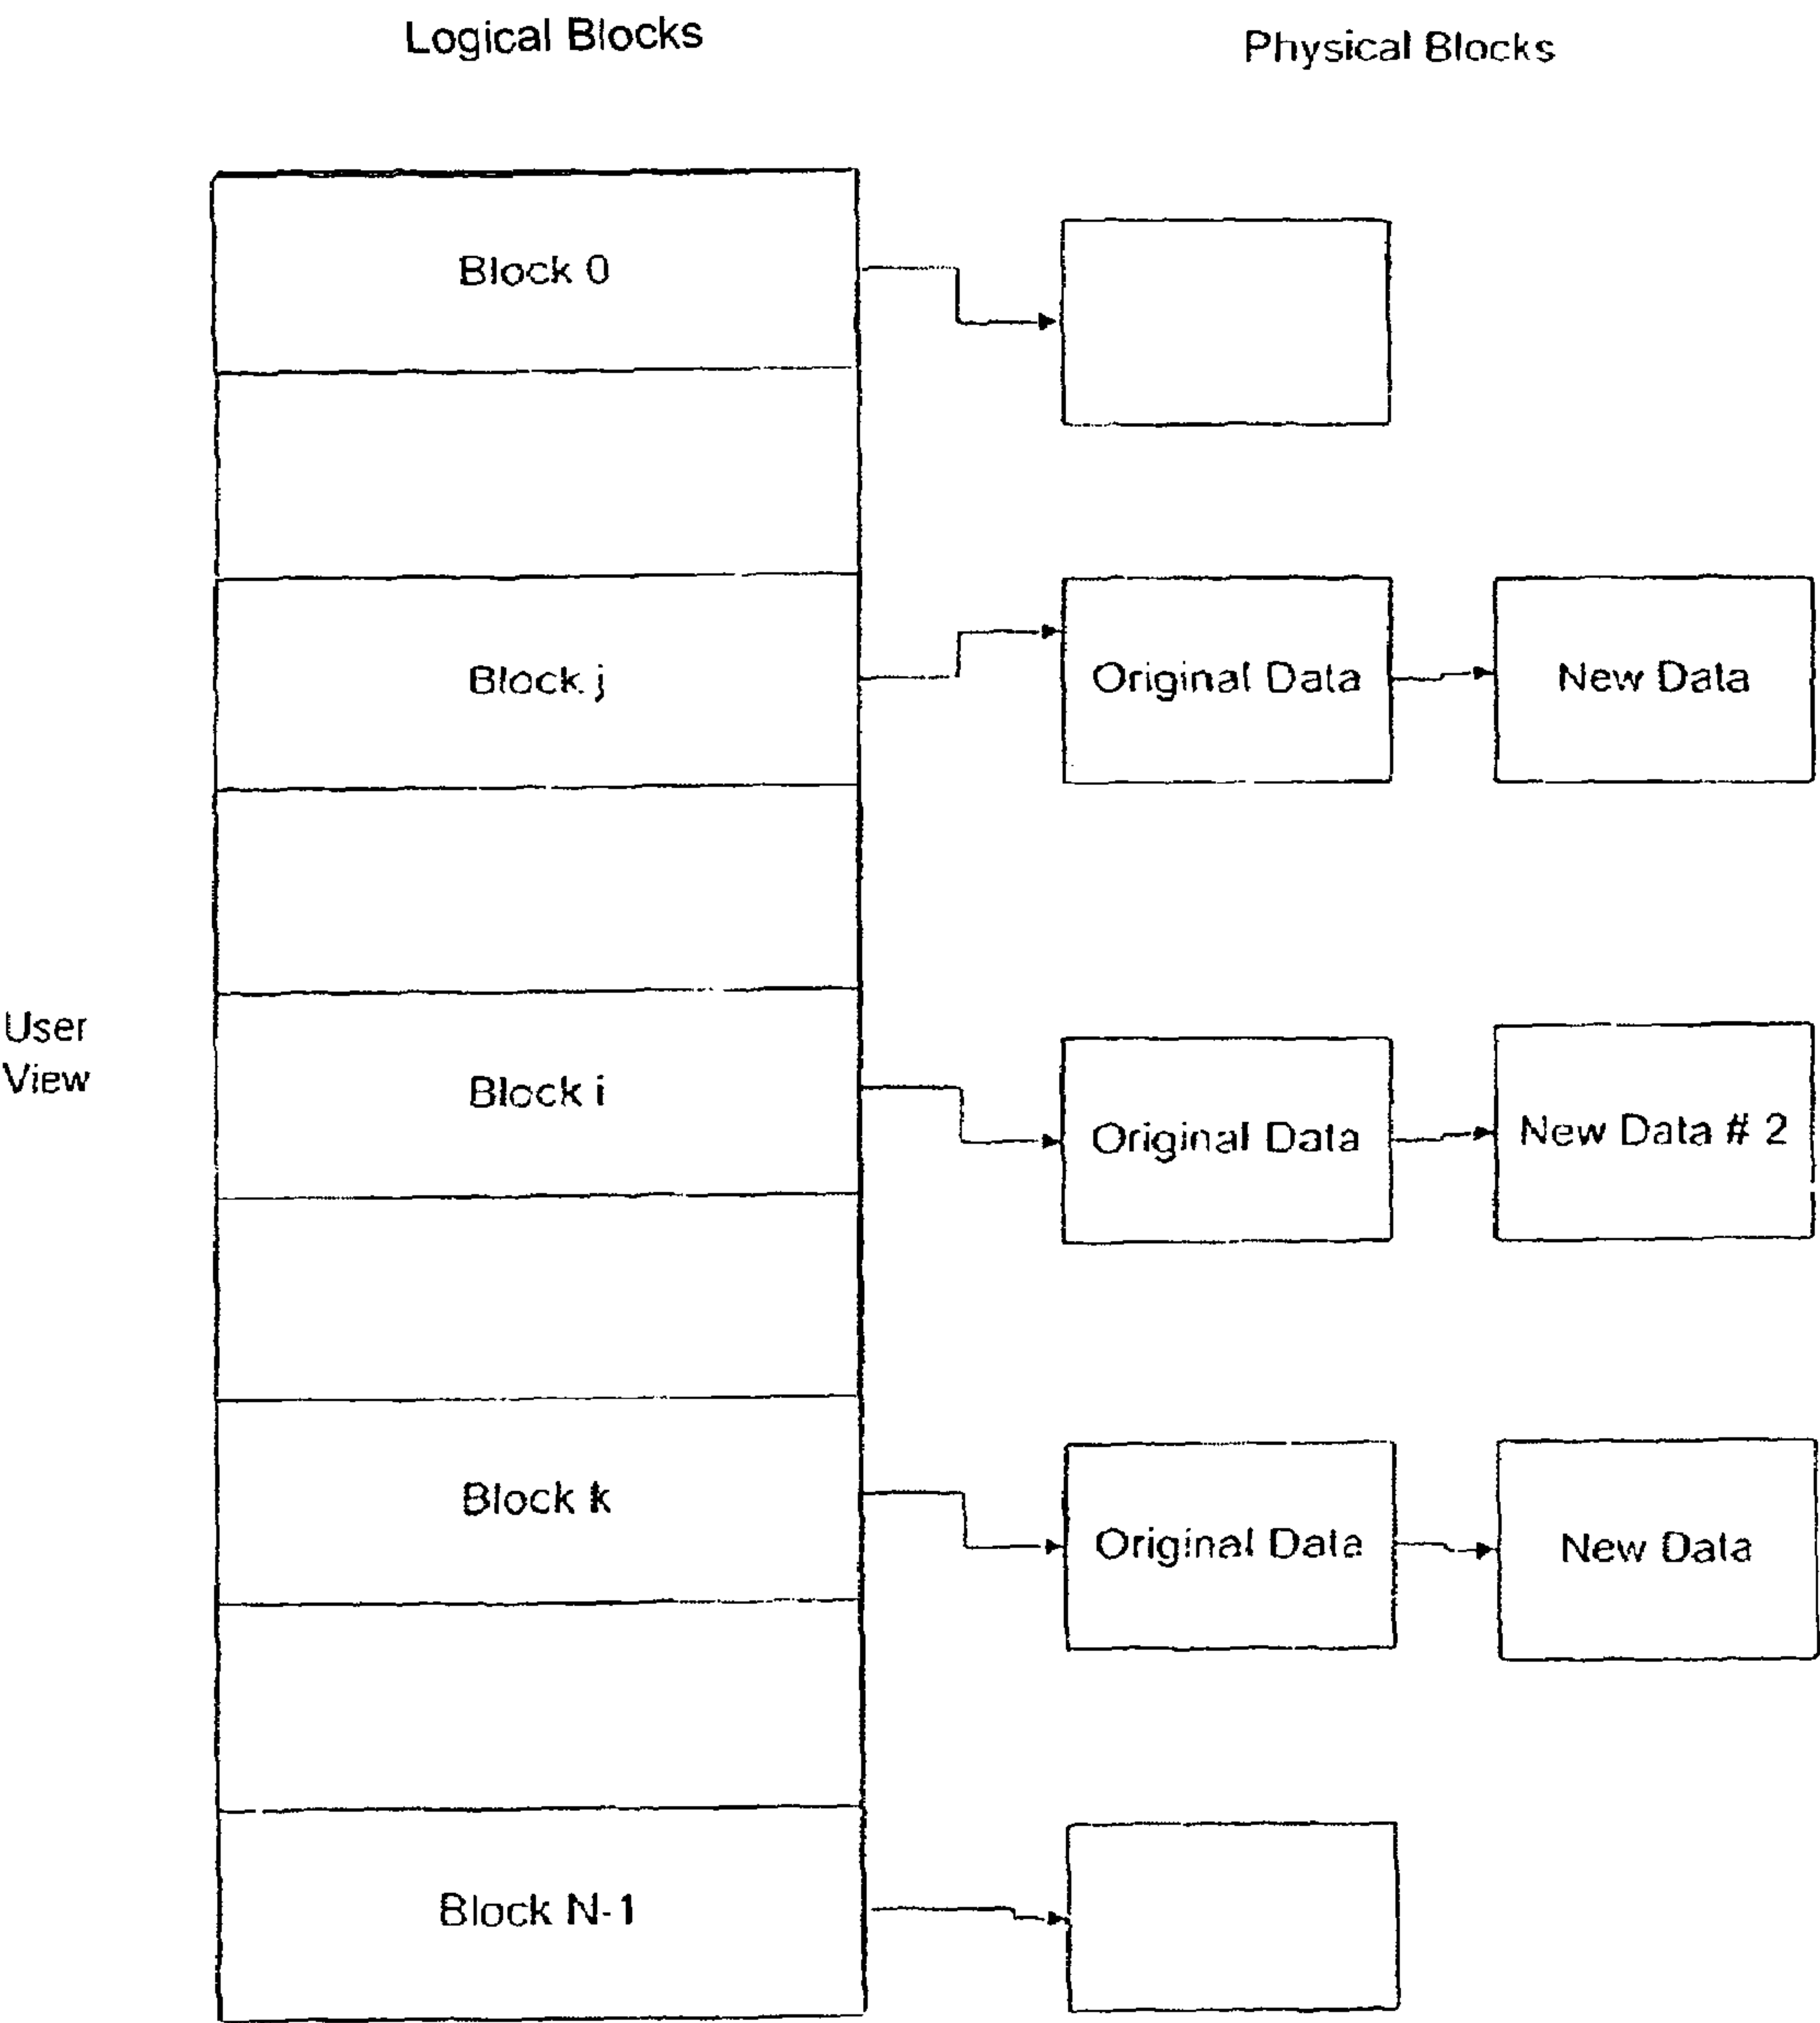 Logical Blocks
Physical Blocks
Block 0
Block j
Original Data
New Data
User
View
Block i
Original Data
New Data # 2
Block k
Original Data
New Data
Block N-1